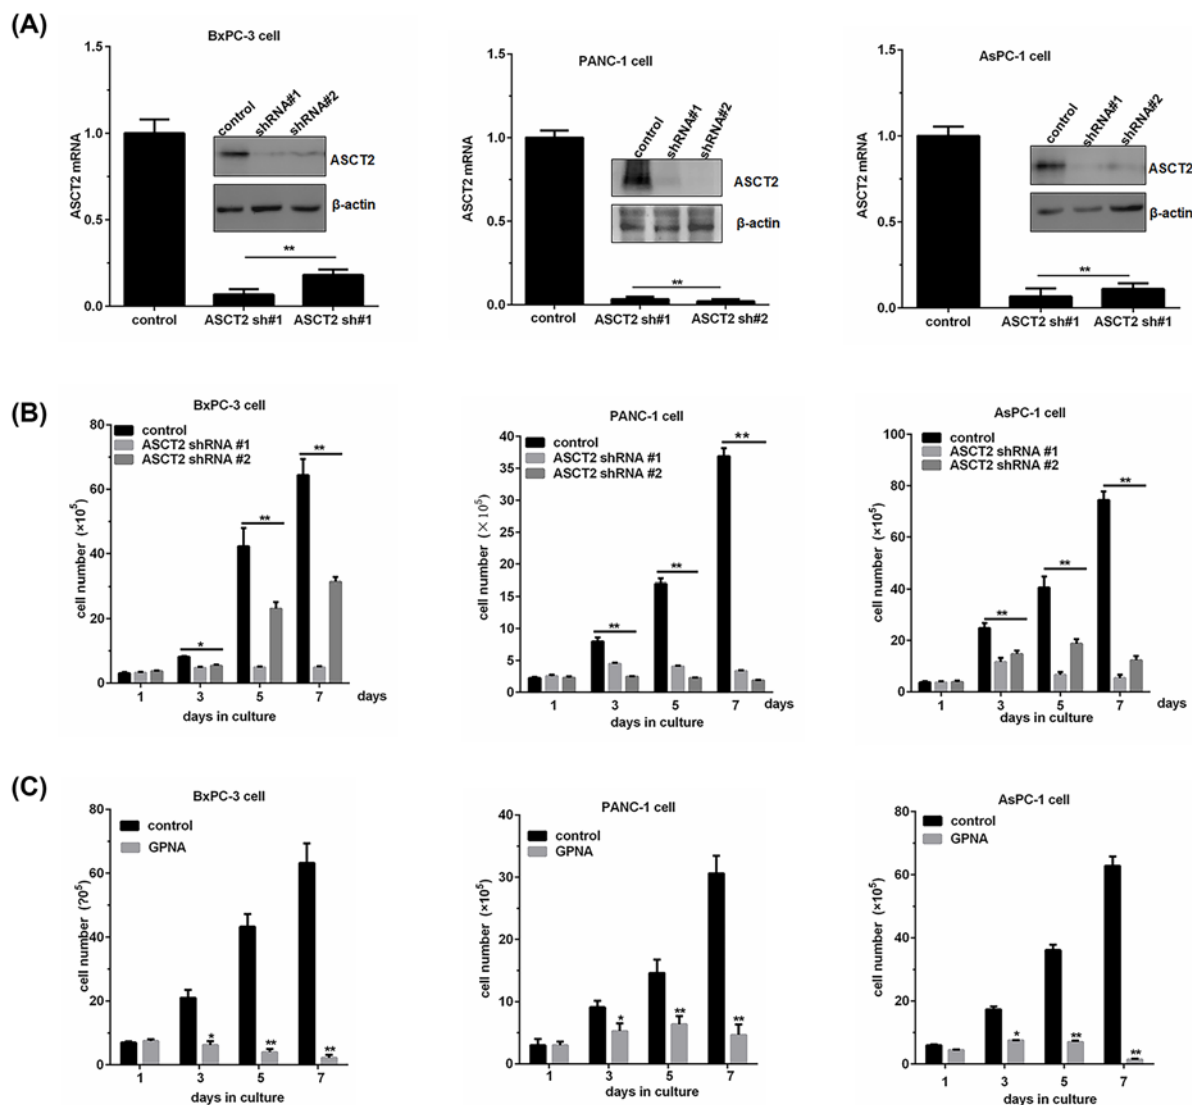 (A)
BxPC-3 cell
ASCT2 mRNA
1.5
1.0
0.5
0.0
control
shRNA#1
shRNA#2
ASCT2
β-actin
**
control
ASCT2 sh#1
ASCT2 sh#1
PANC-1 cell
ASCT2 mRNA
1.5
1.0
0.5
0.0
control
shRNA#1
shRNA#2
ASCT2
β-actin
**
control
ASCT2 sh#1
ASCT2 sh#2
AsPC-1 cell
ASCT2 mRNA
1.5
1.0
0.5
0.0
control
shRNA#1
shRNA#2
ASCT2
β-actin
**
control
ASCT2 sh#1
ASCT2 sh#1
(B)
BxPC-3 cell
control
ASCT2 shRNA #1
ASCT2 shRNA #2
cell number (×10⁵)
80
60
40
20
0
*
**
**
1 3 5 7 days
days in culture
PANC-1 cell
control
ASCT2 shRNA #1
ASCT2 shRNA #2
cell number (×10⁵)
40
35
30
25
20
15
10
5
0
**
**
**
1 3 5 7 days
days in culture
AsPC-1 cell
control
ASCT2 shRNA #1
ASCT2 shRNA #2
cell number (×10⁵)
100
80
60
40
20
0
**
**
**
1 3 5 7 days
days in culture
(C)
BxPC-3 cell
control
GPNA
cell number (?0⁵)
80
60
40
20
0
*
**
**
1 3 5 7
days in culture
PANC-1 cell
control
GPNA
cell number (×10⁵)
40
30
20
10
0
*
**
**
1 3 5 7
days in culture
AsPC-1 cell
control
GPNA
cell number (×10⁵)
80
60
40
20
0
*
**
**
1 3 5 7
days in culture